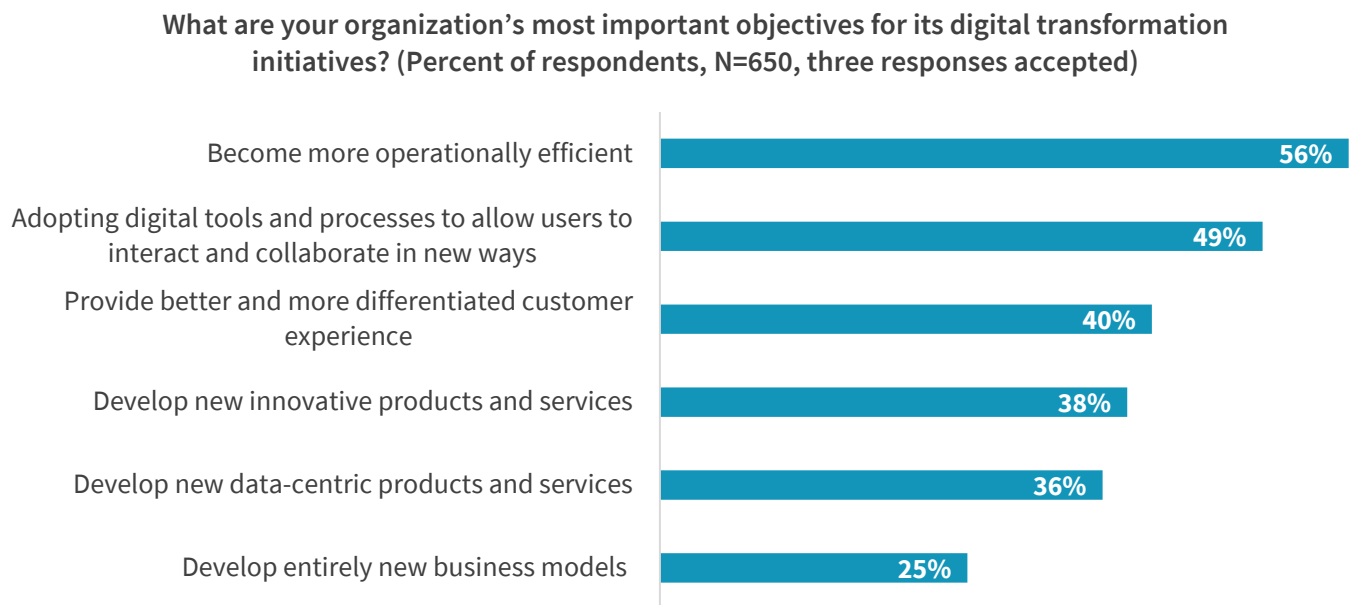 What are your organization’s most important objectives for its digital transformation
initiatives? (Percent of respondents, N=650, three responses accepted)
Become more operationally efficient
56%
Adopting digital tools and processes to allow users to
interact and collaborate in new ways
49%
Provide better and more differentiated customer
experience
40%
Develop new innovative products and services
38%
Develop new data-centric products and services
36%
Develop entirely new business models
25%